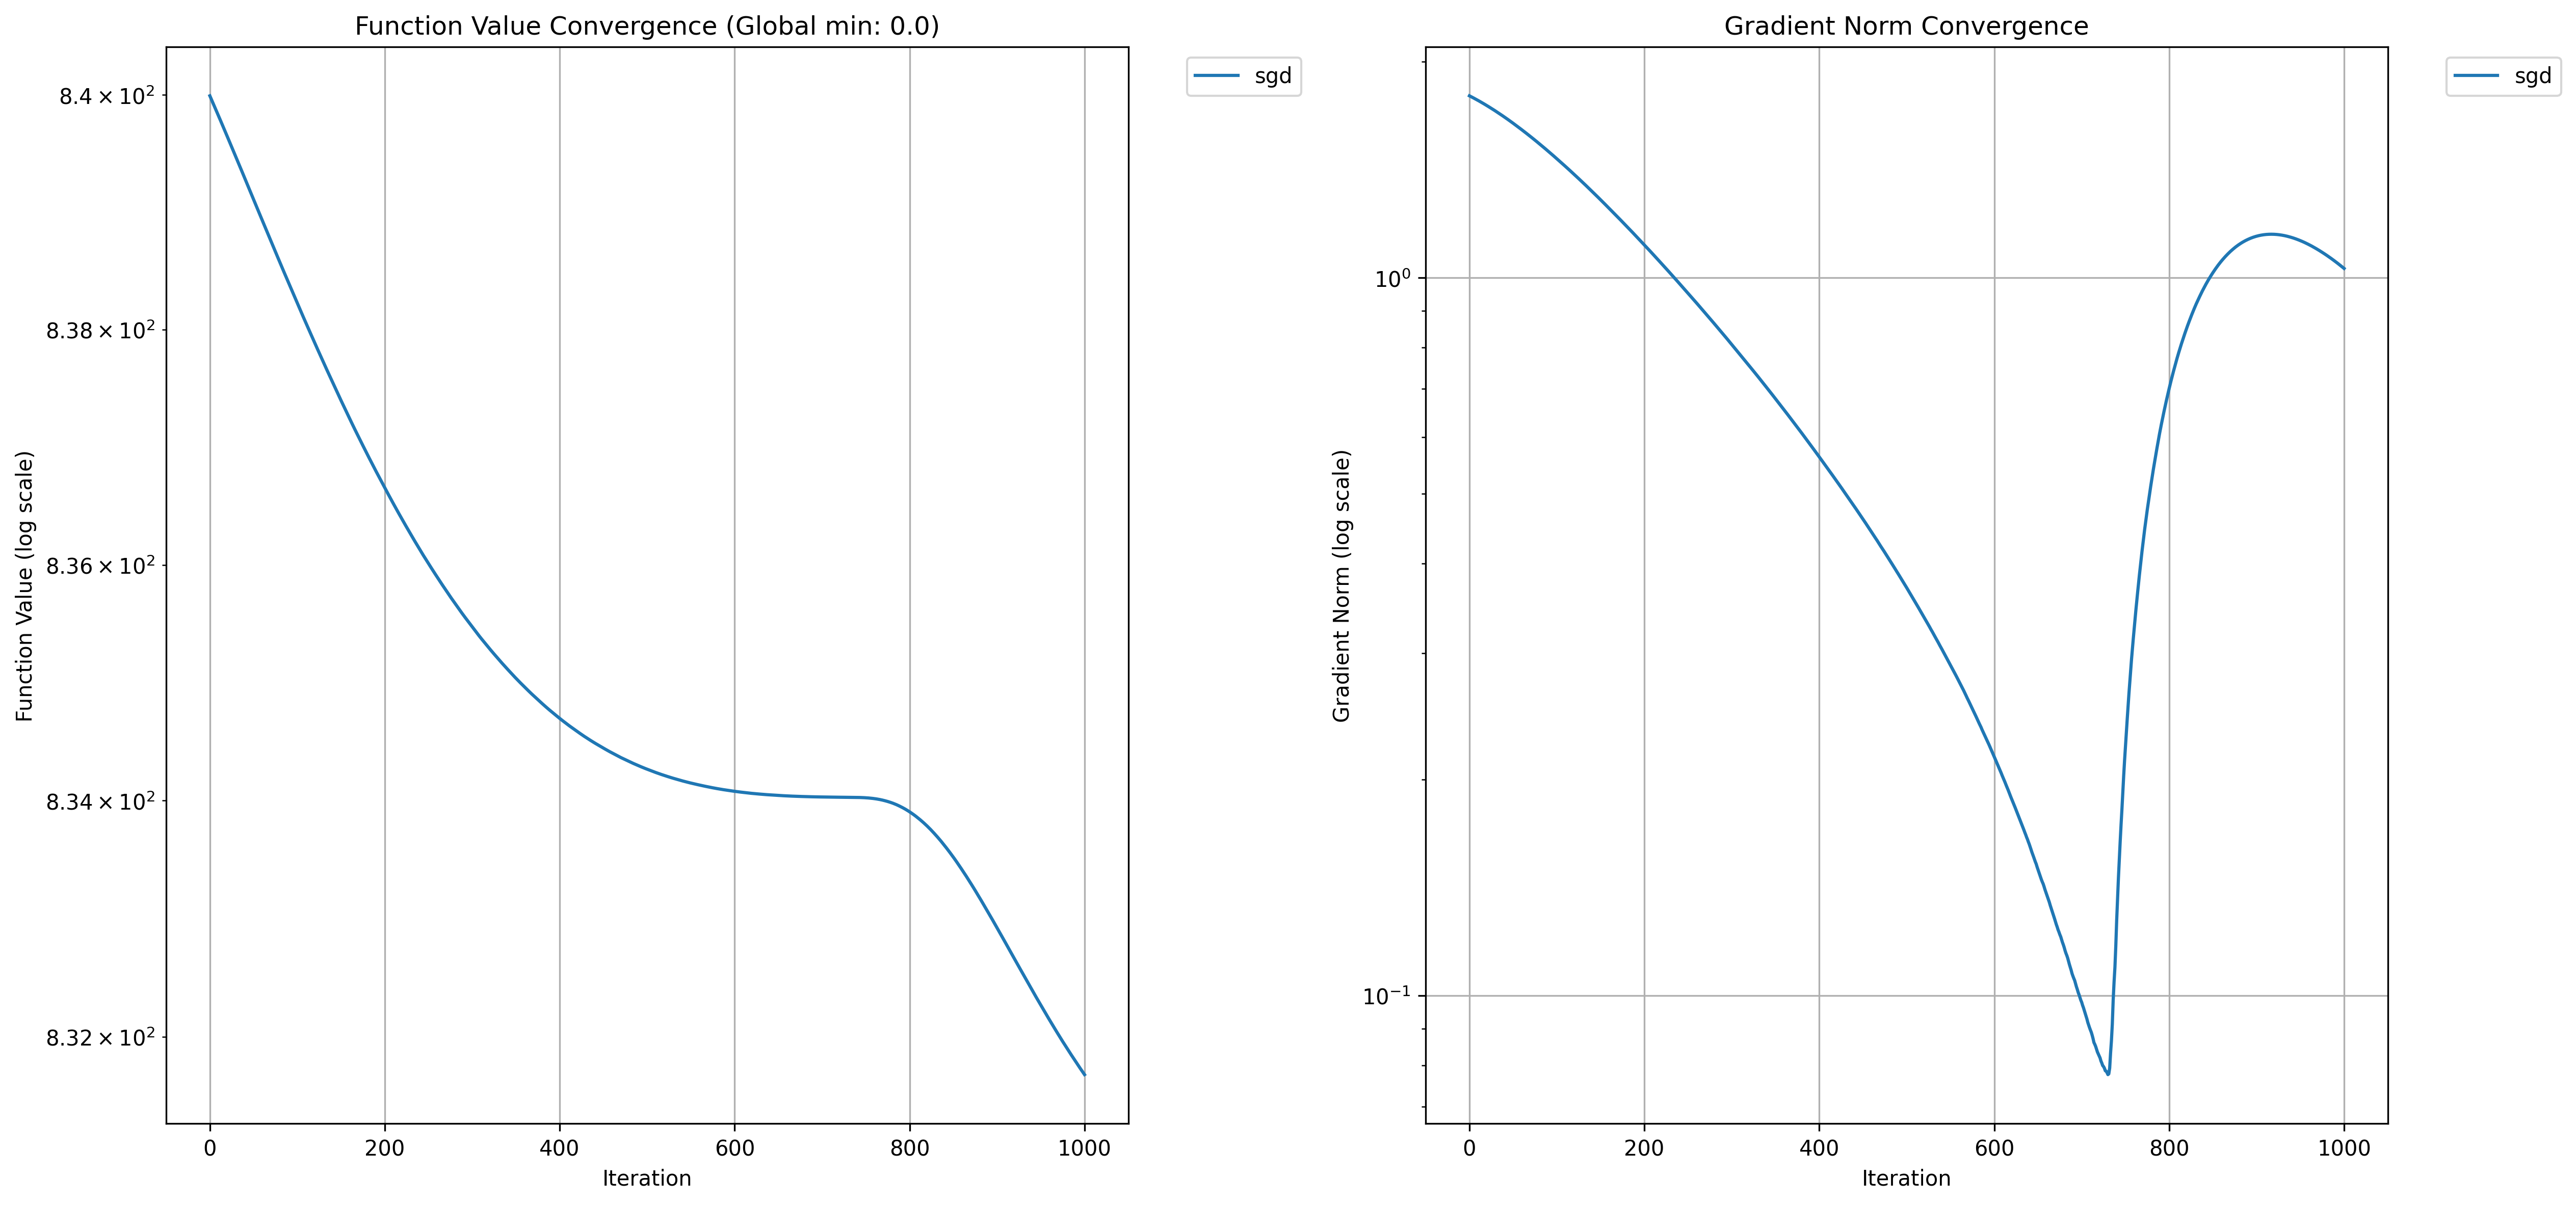 Function Value Convergence (Global min: 0.0)
Function Value (log scale)
8.4 × 10²
8.38 × 10²
8.36 × 10²
8.34 × 10²
8.32 × 10²
0 200 400 600 800 1000
Iteration
sgd
Gradient Norm Convergence
Gradient Norm (log scale)
10⁰
10⁻¹
0 200 400 600 800 1000
Iteration
sgd